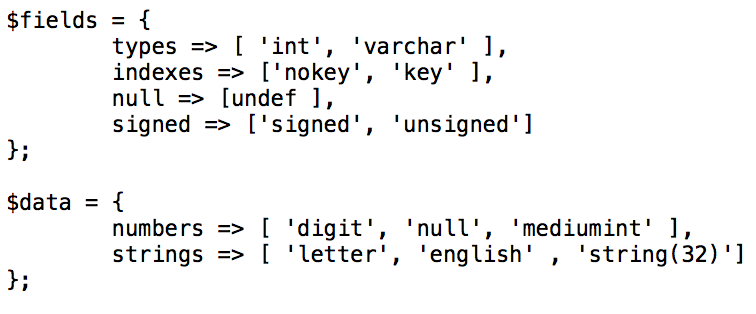 $fields = {
        types => [ 'int', 'varchar' ],
        indexes => ['nokey', 'key' ],
        null => [undef ],
        signed => ['signed', 'unsigned']
};

$data = {
        numbers => [ 'digit', 'null', 'mediumint' ],
        strings => [ 'letter', 'english' , 'string(32)']
};